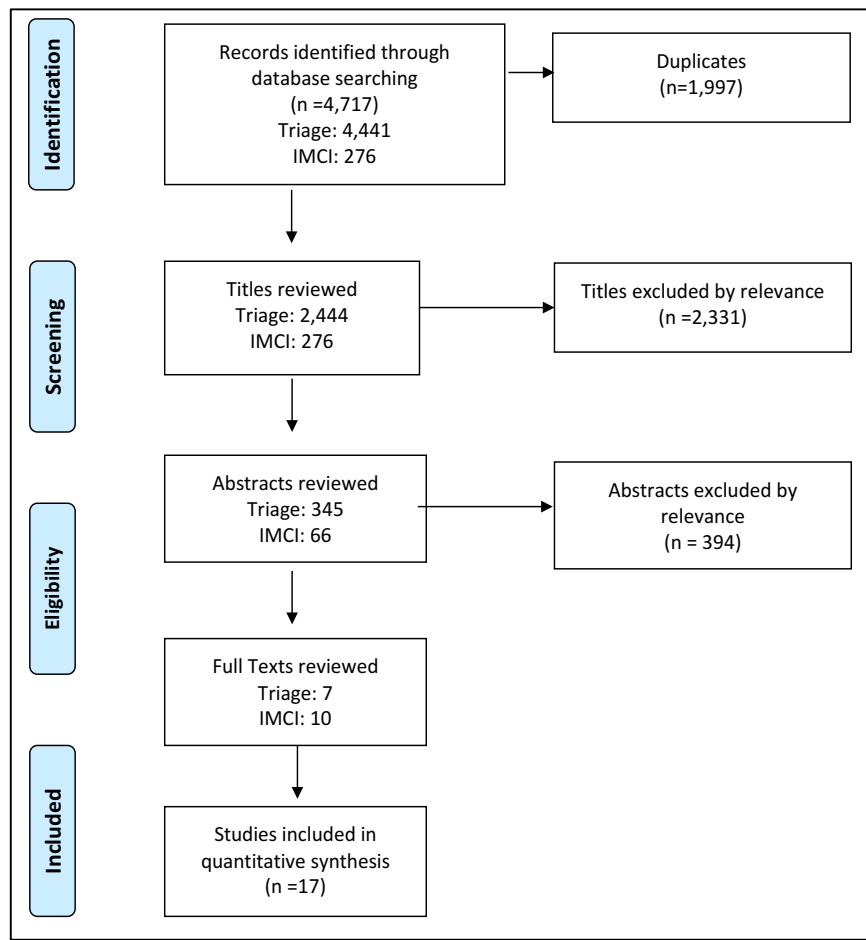 Identification
Records identified through
database searching
(n =4,717)
Triage: 4,441
IMCI: 276
Duplicates
(n=1,997)
Screening
Titles reviewed
Triage: 2,444
IMCI: 276
Titles excluded by relevance
(n =2,331)
Eligibility
Abstracts reviewed
Triage: 345
IMCI: 66
Abstracts excluded by
relevance
(n = 394)
Full Texts reviewed
Triage: 7
IMCI: 10
Included
Studies included in
quantitative synthesis
(n =17)